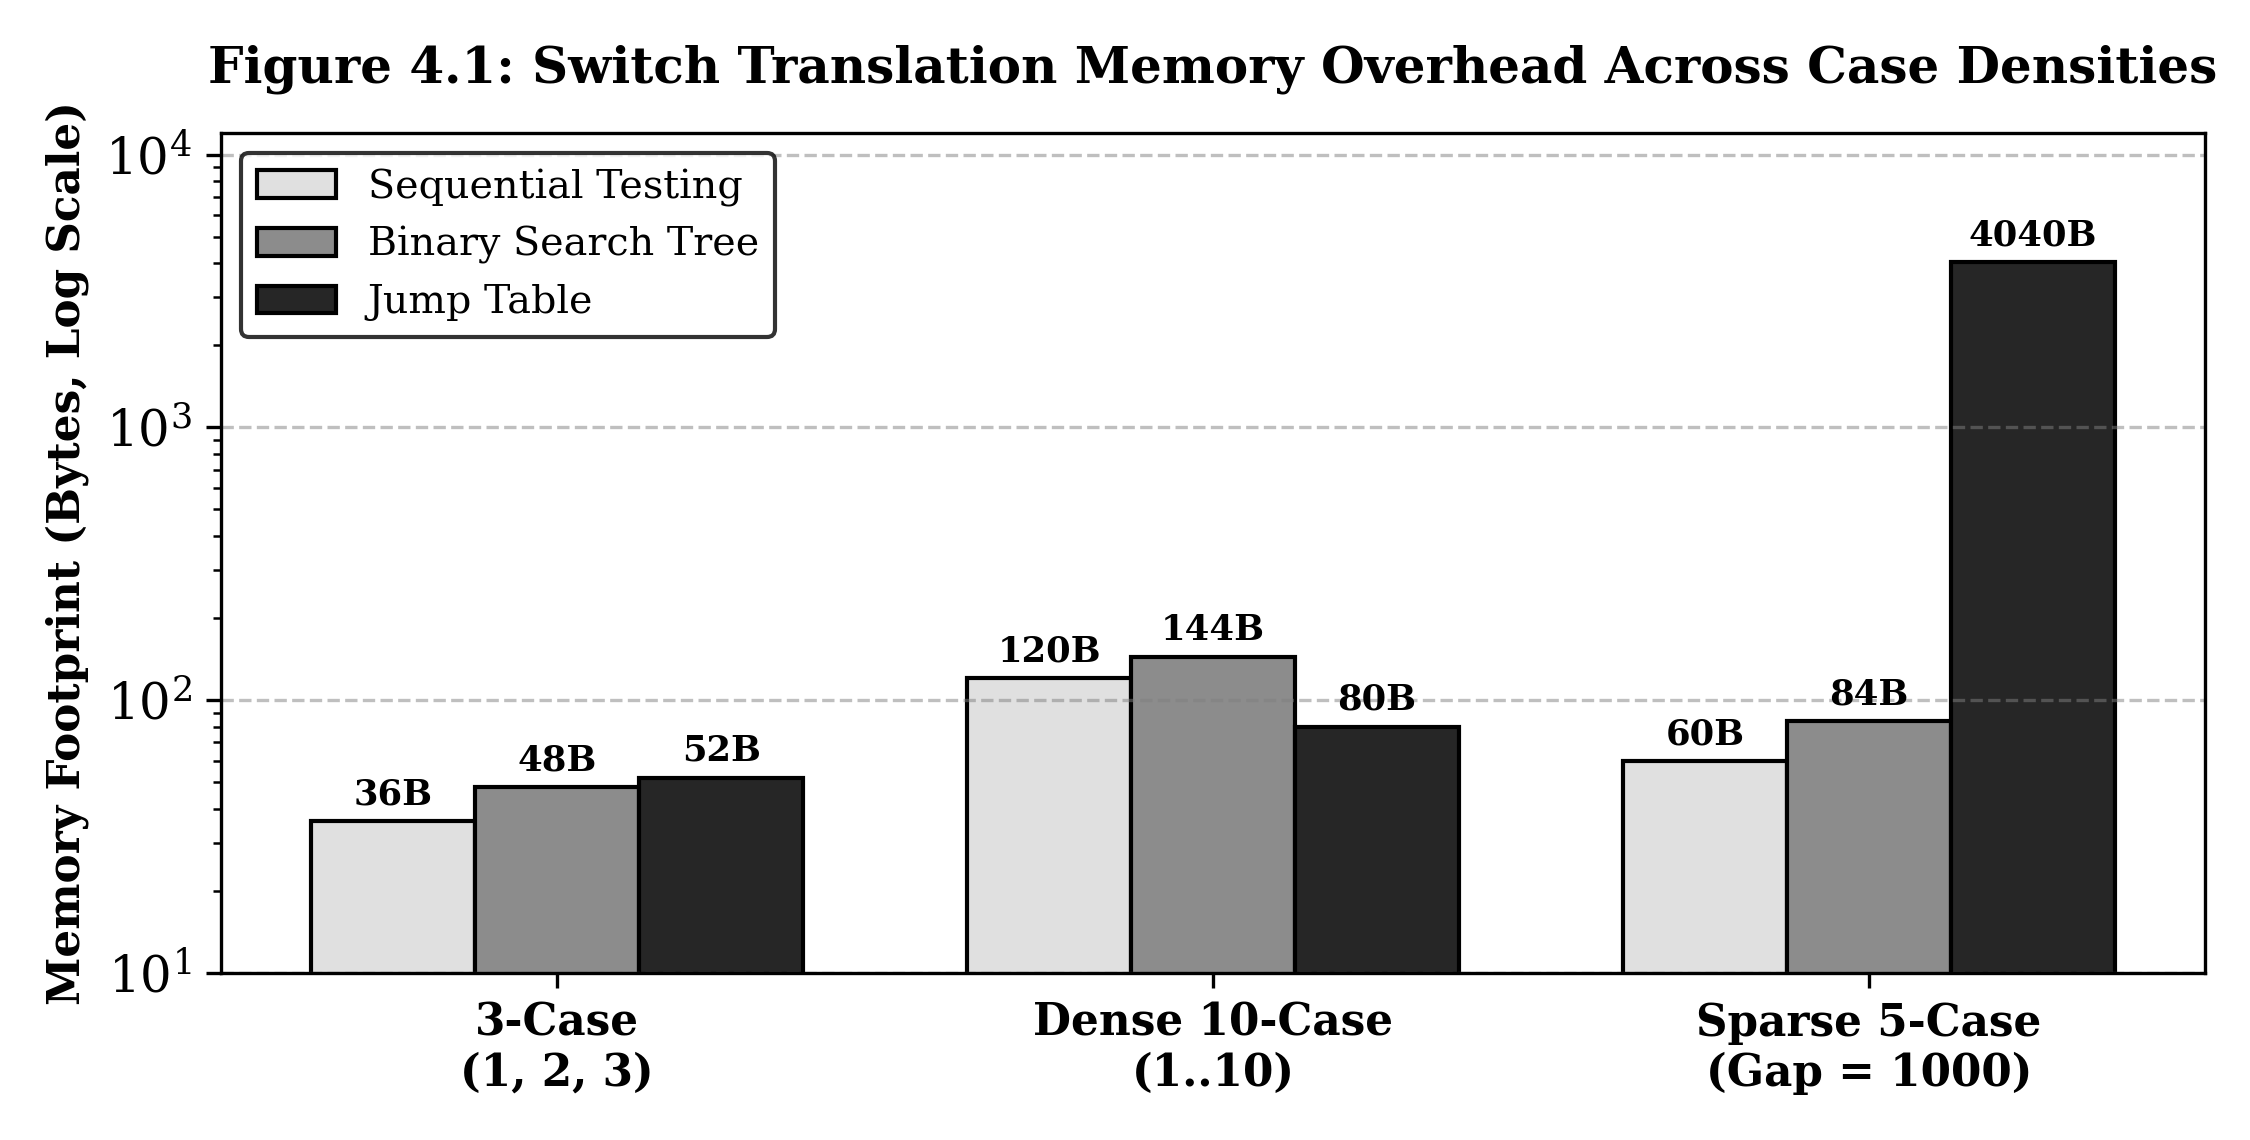 Figure 4.1: Switch Translation Memory Overhead Across Case Densities
Memory Footprint (Bytes, Log Scale)
10⁴
10³
10²
10¹
Sequential Testing
Binary Search Tree
Jump Table
36B
48B
52B
120B
144B
80B
60B
84B
4040B
3-Case
(1, 2, 3)
Dense 10-Case
(1..10)
Sparse 5-Case
(Gap = 1000)